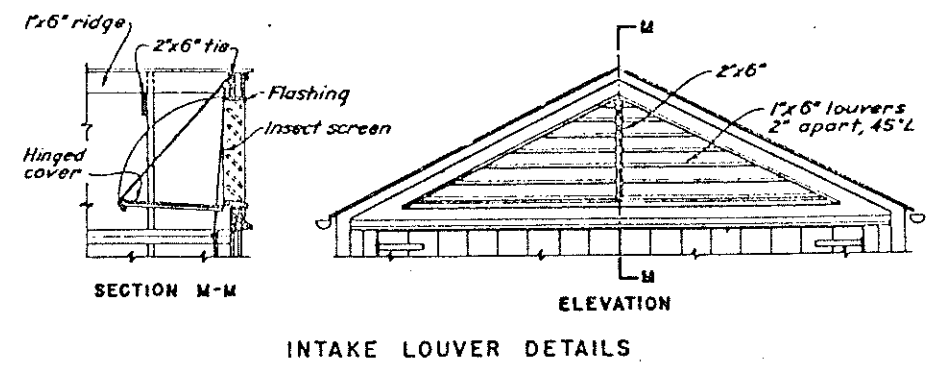 1"x6" ridge
2"x6" tie
Flashing
Insect screen
Hinged
cover
SECTION M-M
M
2"x6"
1"x6" louvers
2" apart, 45°L
M
ELEVATION
INTAKE LOUVER DETAILS